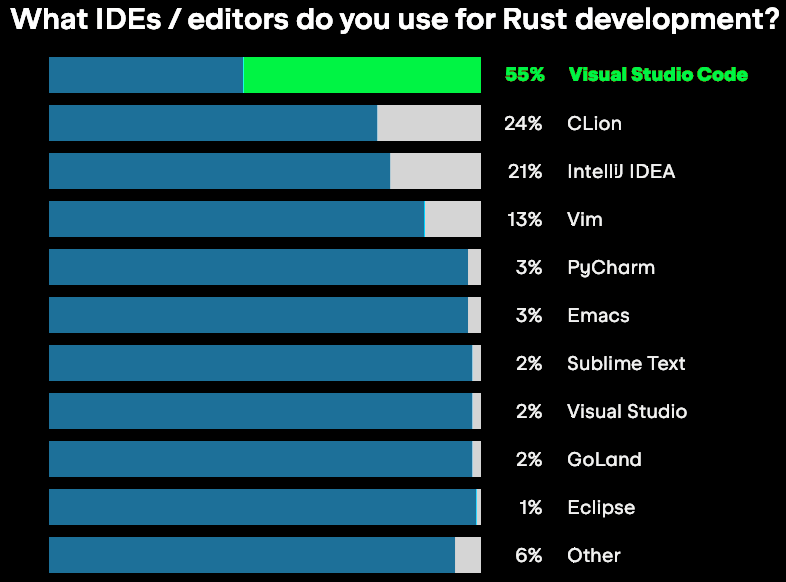 What IDEs / editors do you use for Rust development?
55% Visual Studio Code
24% CLion
21% IntelliJ IDEA
13% Vim
3% PyCharm
3% Emacs
2% Sublime Text
2% Visual Studio
2% GoLand
1% Eclipse
6% Other